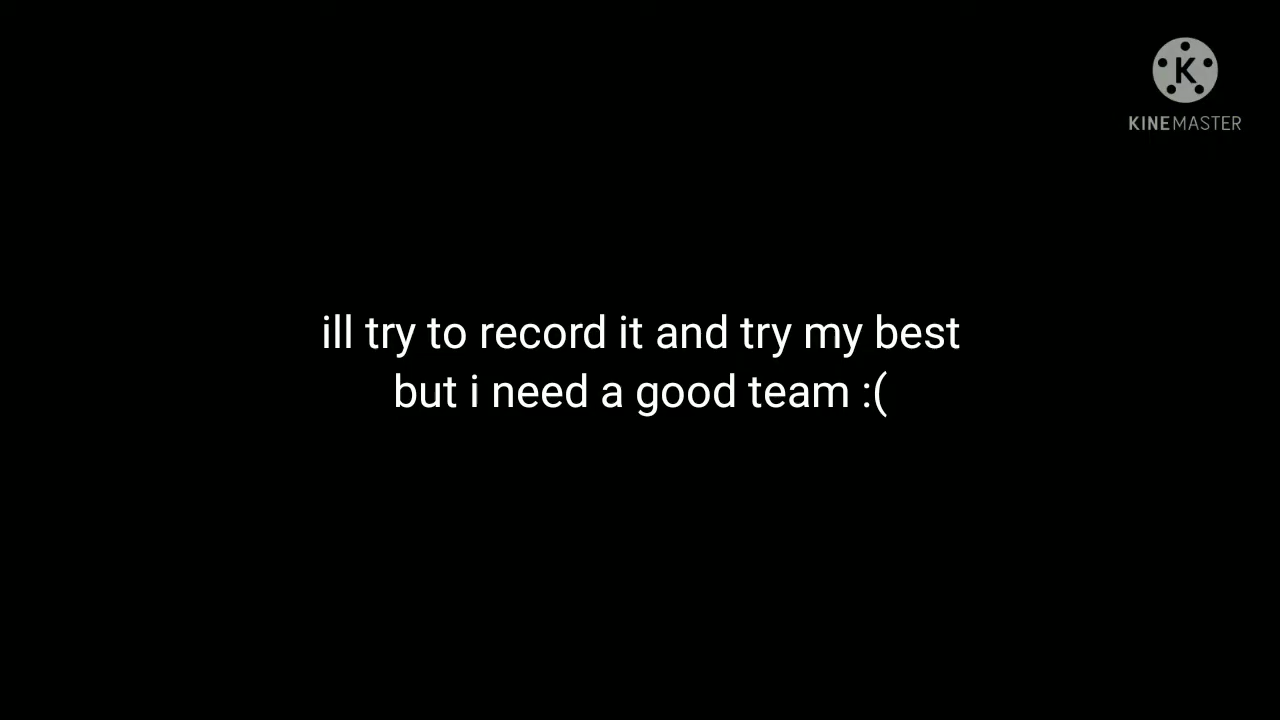 K
KINEMASTER
ill try to record it and try my best
but i need a good team :(